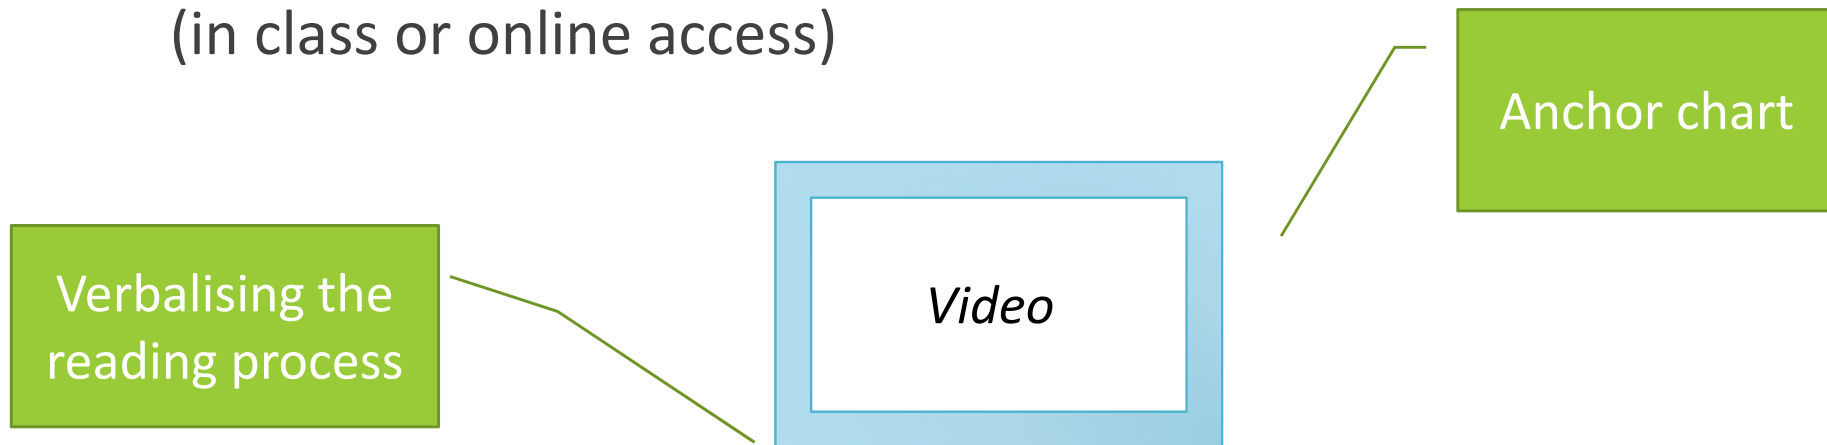 (in class or online access)
Anchor chart
Verbalising the
reading process
Video